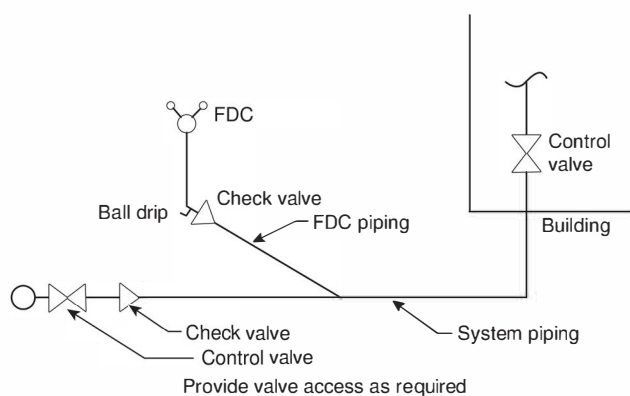 FDC
Control
valve
Check valve
Ball drip
FDC piping
Building
Check valve
System piping
Control valve
Provide valve access as required